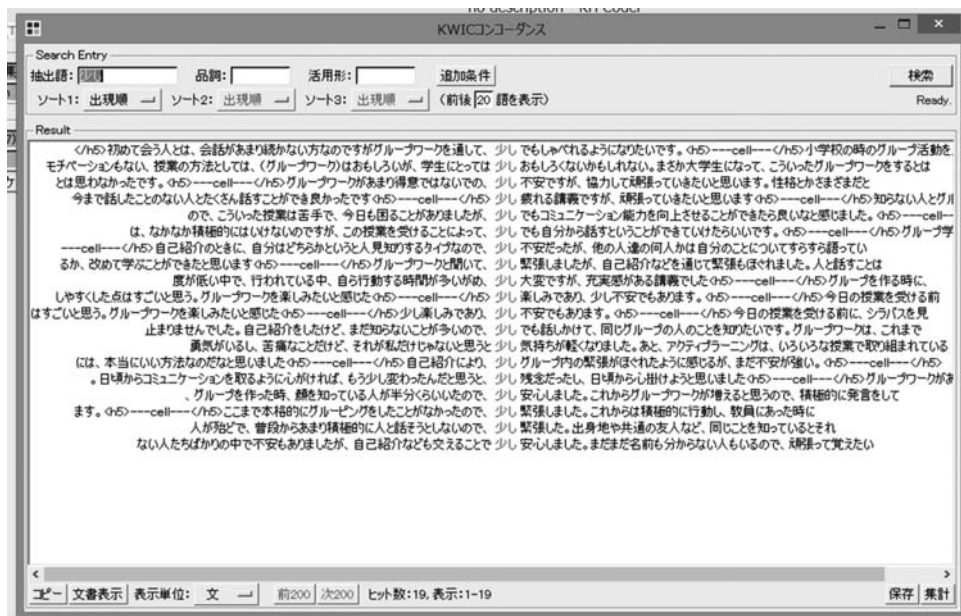 no description - KH Coder
KWICコンコーダンス
Search Entry
抽出語: 少し 品詞: 活用形: 追加条件 検索
ソート1: 出現順 ソート2: 出現順 ソート3: 出現順 (前後 20 語を表示) Ready.
Result
</h5>初めて会う人とは、会話があまり続かない方なのですがグループワークを通して、 少し でもしゃべれるようになりたいです。<h5>---cell---</h5>小学校の時のグループ活動を
モチベーションもない、授業の方法としては、(グループワーク)はおもしろいが、学生にとっては 少し おもしろくないかもしれない。まさか大学生になって、こういったグループワークをするとは
とは思わなかったです。<h5>---cell---</h5>グループワークがあまり得意ではないでの、 少し 不安ですが、協力して頑張っていきたいと思います。性格とかさまざまだと
今まで話したことのない人とたくさん話すことができ良かったです<h5>---cell---</h5> 少し 疲れる講義ですが、頑張っていきたいと思います<h5>---cell---</h5>知らない人とグル
ので、こういった授業は苦手で、今日も困ることがありましたが、 少し でもコミュニケーション能力を向上させることができたら良いなと感じました。<h5>---cell--
は、なかなか積極的にはいけないのですが、この授業を受けることによって、 少し でも自分から話すということができていけたらいいです。<h5>---cell---</h5>グループ学
---cell---</h5>自己紹介のときに、自分はどちらかというと人見知りするタイプなので、 少し 不安だったが、他の人達の何人かは自分のことについてすらすら語ってい
るか、改めて学ぶことができたと思います<h5>---cell---</h5>グループワークと聞いて、 少し 緊張しましたが、自己紹介などを通じて緊張もほぐれました。人と話すことは
度が低い中で、行われている中、自ら行動する時間が多いがめ、 少し 大変ですが、充実感がある講義でした<h5>---cell---</h5>グループを作る時に、
しやすくした点はすごいと思う。グループワークを楽しみたいと感じた<h5>---cell---</h5> 少し 楽しみであり、少し不安でもあります。<h5>---cell---</h5>今日の授業を受ける前
はすごいと思う。グループワークを楽しみたいと感じた<h5>---cell---</h5>少し楽しみであり、 少し 不安でもあります。<h5>---cell---</h5>今日の授業を受ける前に、シラバスを見
止まりませんでした。自己紹介をしたけど、まだ知らないことが多いので、 少し でも話しかけて、同じグループの人のことを知りたいです。グループワークは、これまで
勇気がいるし、苦痛なことだけど、それが私だけじゃないと思うと 少し 気持ちが軽くなりました。あと、アクティブラーニングは、いろいろな授業で取り組まれている
には、本当にいい方法なのだなと思いました<h5>---cell---</h5>自己紹介により、 少し グループ内の緊張がほぐれたように感じるが、まだ不安が強い。<h5>---cell---</h5>
。日頃からコミュニケーションを取るように心がければ、もう少し変わったんだと思うと、 少し 残念だったし、日頃から心掛けようと思いました<h5>---cell---</h5>グループワークがあ
、グループを作った時、顔を知っている人が半分くらいいたので、 少し 安心しました。これからグループワークが増えると思うので、積極的に発言をして
ます。<h5>---cell---</h5>ここまで本格的にグルーピングをしたことがなかったので、 少し 緊張しました。これからは積極的に行動し、教員にあった時に
人が殆どで、普段からあまり積極的に人と話そうとしないので、 少し 緊張した。出身地や共通の友人など、同じことを知っているとそれ
ない人たちばかりの中で不安もありましたが、自己紹介なども交えることで 少し 安心しました。まだまだ名前も分からない人もいるので、頑張って覚えたい
コピー 文書表示 表示単位: 文 前200 次200 ヒット数:19, 表示:1-19 保存 集計